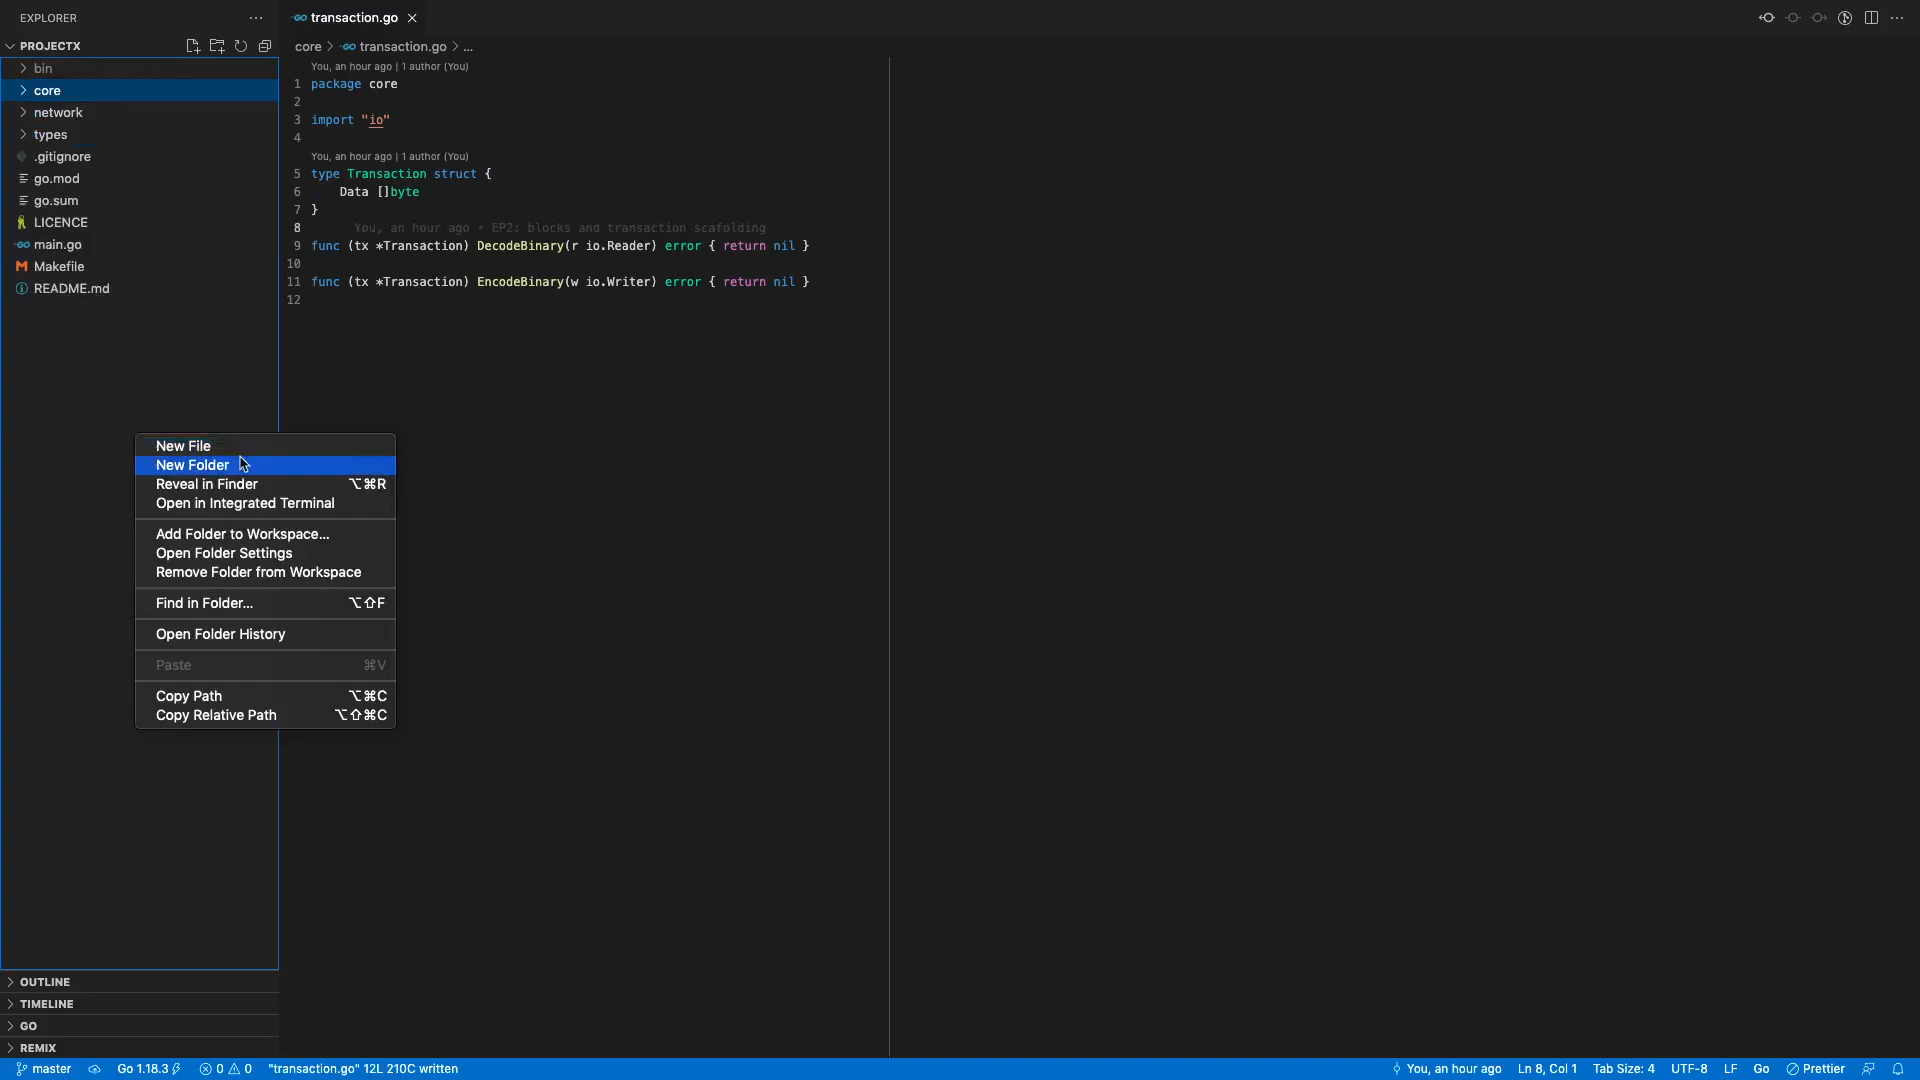 EXPLORER
PROJECTX
bin
core
network
types
.gitignore
go.mod
go.sum
LICENCE
main.go
Makefile
README.md
OUTLINE
TIMELINE
GO
REMIX
transaction.go
core > transaction.go > ...
You, an hour ago | 1 author (You)
1 package core
2
3 import "io"
4
You, an hour ago | 1 author (You)
5 type Transaction struct {
6 Data []byte
7 }
8 You, an hour ago • EP2: blocks and transaction scafolding
9 func (tx *Transaction) DecodeBinary(r io.Reader) error { return nil }
10
11 func (tx *Transaction) EncodeBinary(w io.Writer) error { return nil }
12
New File
New Folder
Reveal in Finder ⌥⌘R
Open in Integrated Terminal
Add Folder to Workspace...
Open Folder Settings
Remove Folder from Workspace
Find in Folder... ⌥⇧F
Open Folder History
Paste ⌘V
Copy Path ⌥⌘C
Copy Relative Path ⌥⇧⌘C
master Go 1.18.3 0 0 "transaction.go" 12L 210C written You, an hour ago Ln 8, Col 1 Tab Size: 4 UTF-8 LF Go Prettier